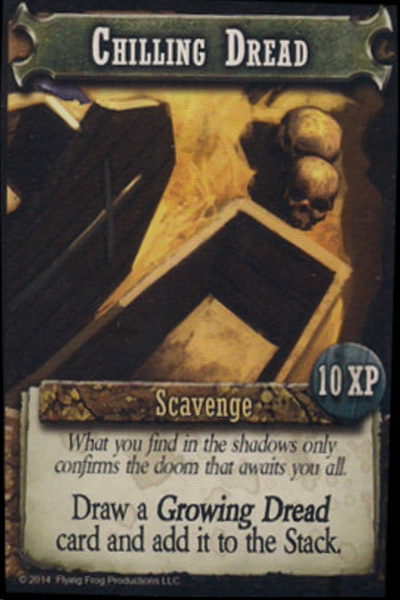 CHILLING DREAD
10 XP
Scavenge
What you find in the shadows only
confirms the doom that awaits you all.
Draw a Growing Dread
card and add it to the Stack.
© 2014 Flying Frog Productions LLC